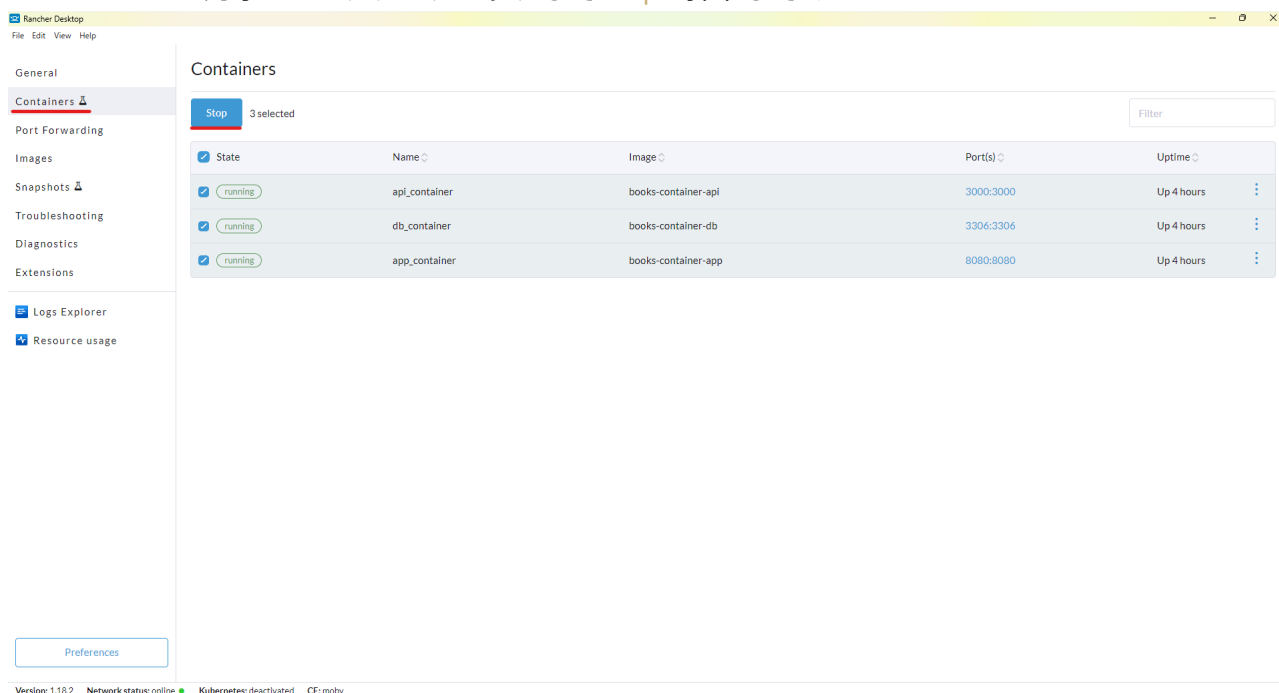 Rancher Desktop
File Edit View Help
General
Containers
Port Forwarding
Images
Snapshots
Troubleshooting
Diagnostics
Extensions
Logs Explorer
Resource usage
Preferences
Containers
Stop 3 selected Filter
State Name Image Port(s) Uptime
running api_container books-container-api 3000:3000 Up 4 hours
running db_container books-container-db 3306:3306 Up 4 hours
running app_container books-container-app 8080:8080 Up 4 hours
Version: 1.18.2 Network status: online Kubernetes: deactivated CE: moby